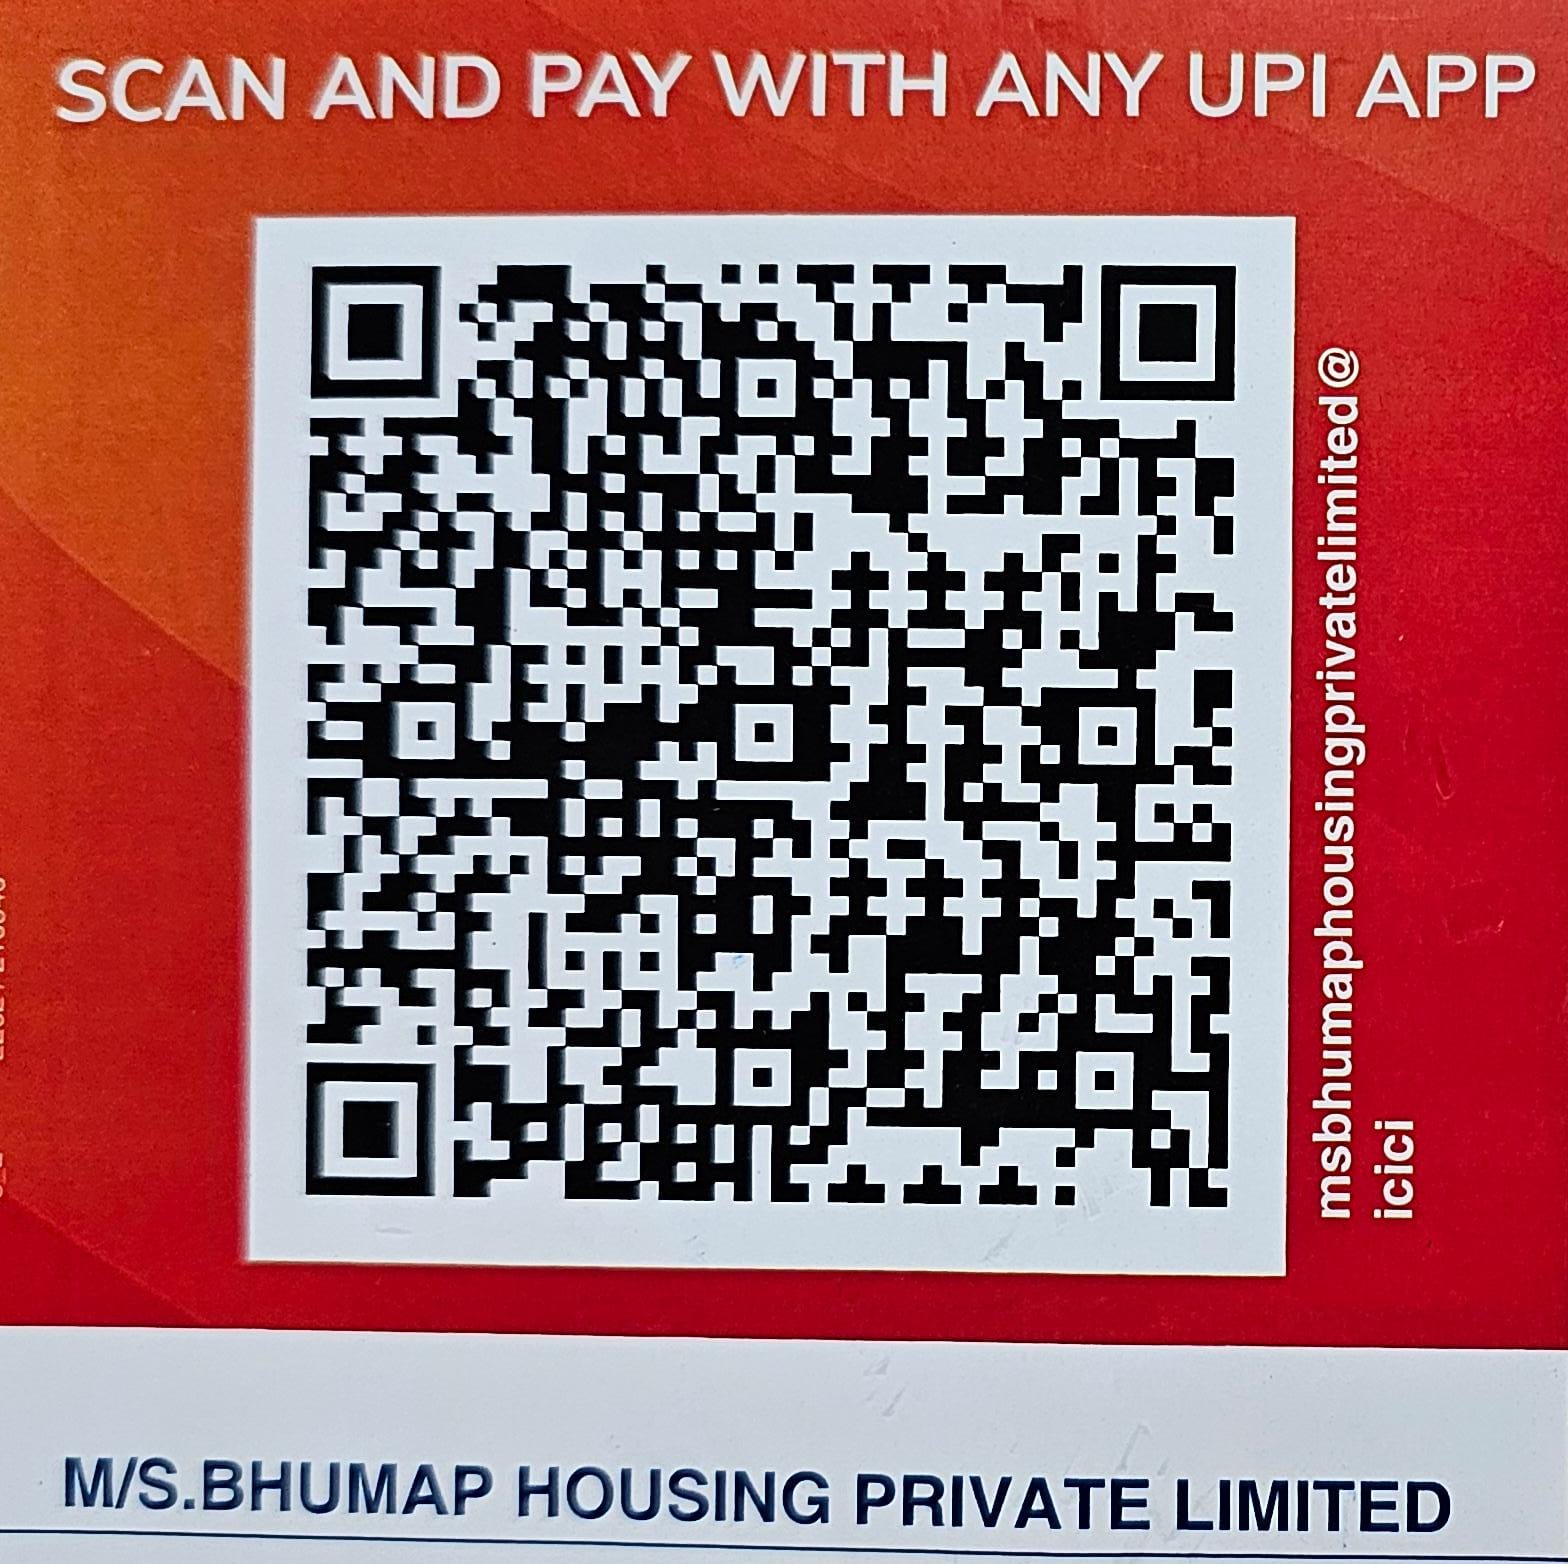 SCAN AND PAY WITH ANY UPI APP
msbhumaphousingprivatelimited@
icici
M/S.BHUMAP HOUSING PRIVATE LIMITED